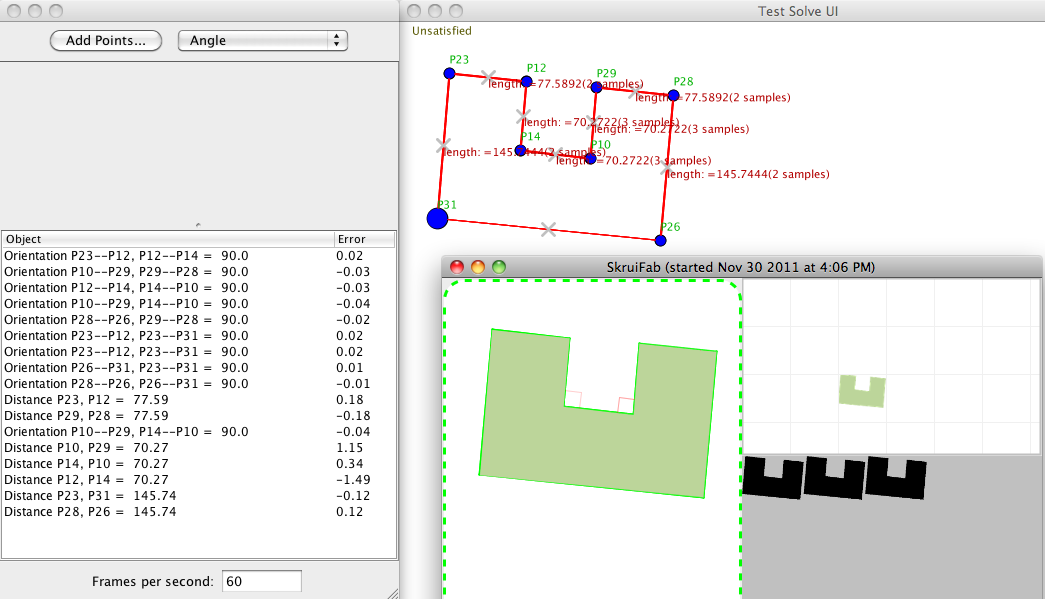 Test Solve UI
Add Points...
Angle
Unsatisfied
P23
P12
P29
P28
length: =77.5892(2 samples)
length: =77.5892(2 samples)
length: =70.2722(3 samples)
length: =70.2722(3 samples)
P14
P10
length: =145.7444(2 samples)
length: =70.2722(3 samples)
length: =145.7444(2 samples)
P31
P26
Object Error
Orientation P23--P12, P12--P14 = 90.0 0.02
Orientation P10--P29, P29--P28 = 90.0 -0.03
Orientation P12--P14, P14--P10 = 90.0 -0.03
Orientation P10--P29, P14--P10 = 90.0 -0.04
Orientation P28--P26, P29--P28 = 90.0 -0.02
Orientation P23--P12, P23--P31 = 90.0 0.02
Orientation P23--P12, P23--P31 = 90.0 0.02
Orientation P26--P31, P23--P31 = 90.0 0.01
Orientation P28--P26, P26--P31 = 90.0 -0.01
Distance P23, P12 = 77.59 0.18
Distance P29, P28 = 77.59 -0.18
Orientation P10--P29, P14--P10 = 90.0 -0.04
Distance P10, P29 = 70.27 1.15
Distance P14, P10 = 70.27 0.34
Distance P12, P14 = 70.27 -1.49
Distance P23, P31 = 145.74 -0.12
Distance P28, P26 = 145.74 0.12
Frames per second: 60
SkruiFab (started Nov 30 2011 at 4:06 PM)